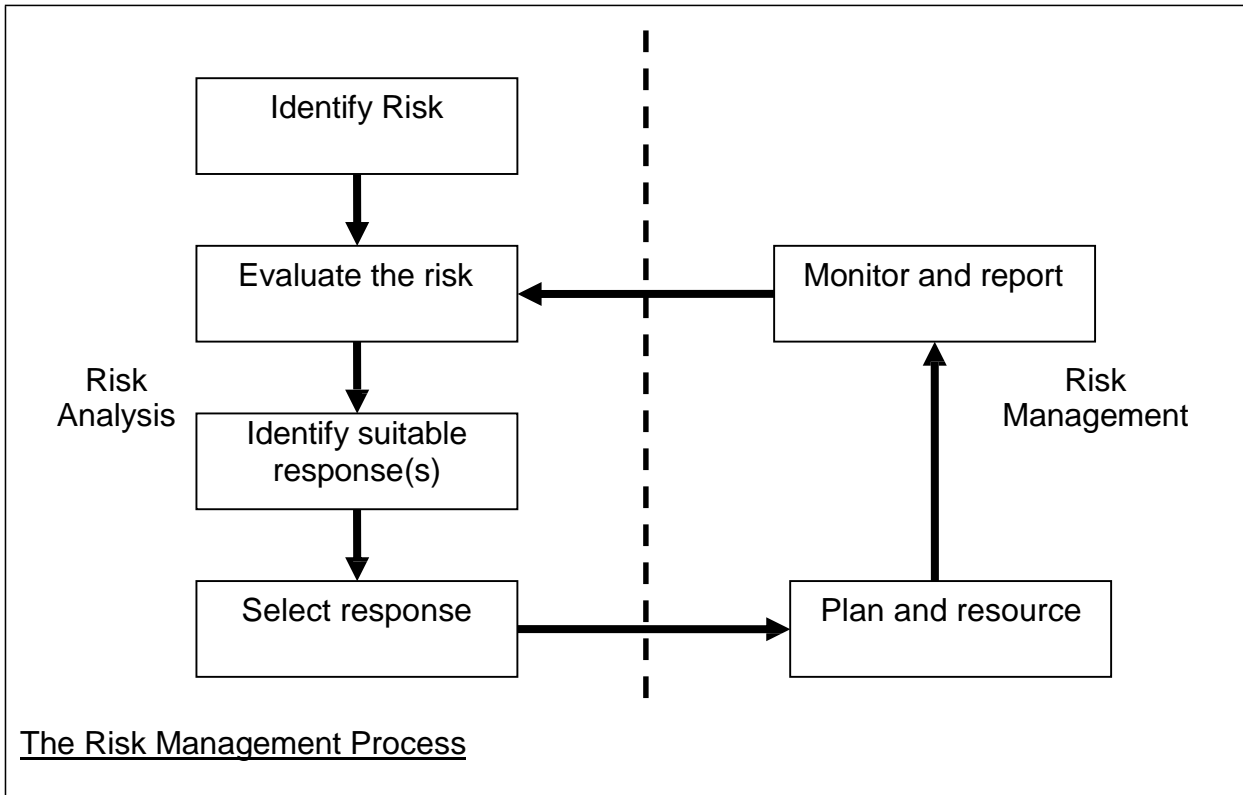 Identify Risk
Evaluate the risk
Monitor and report
Risk
Analysis
Risk
Management
Identify suitable
response(s)
Select response
Plan and resource
The Risk Management Process